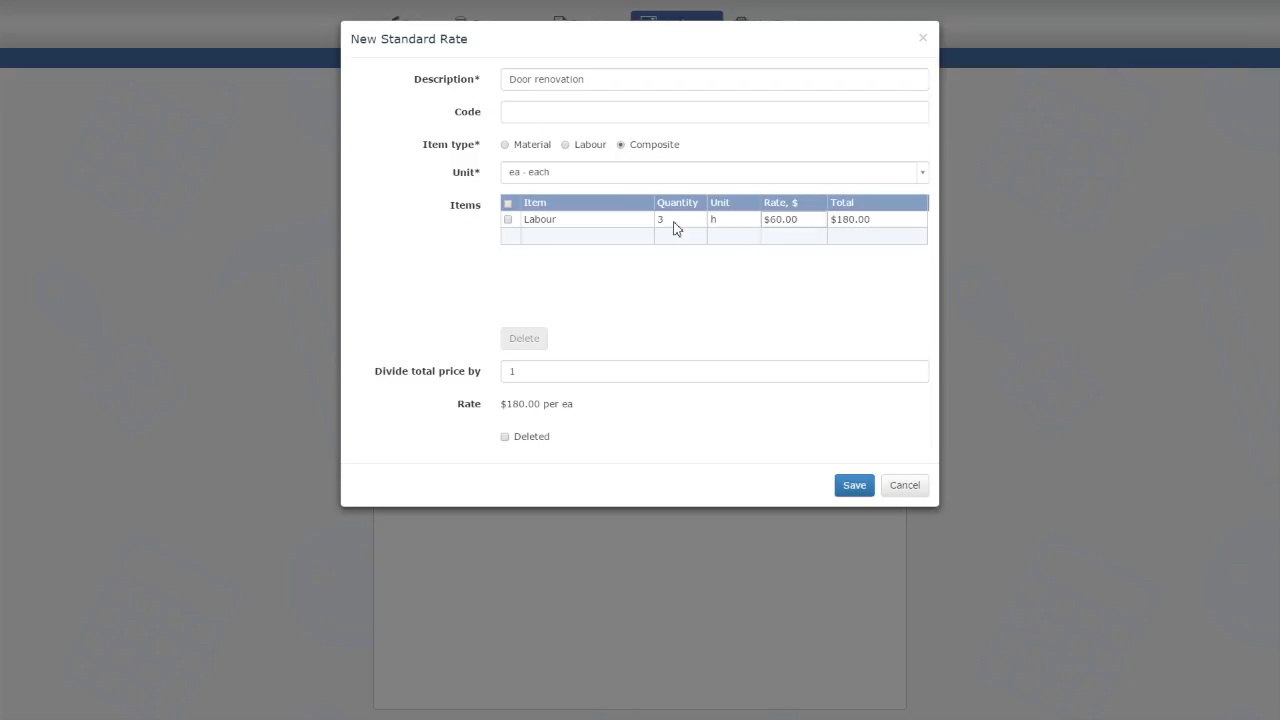 New Standard Rate ×
Description* Door renovation
Code
Item type* Material Labour Composite
Unit* ea - each
Items Item Quantity Unit Rate, $ Total
Labour 3 h $60.00 $180.00
Delete
Divide total price by 1
Rate $180.00 per ea
Deleted
Save Cancel